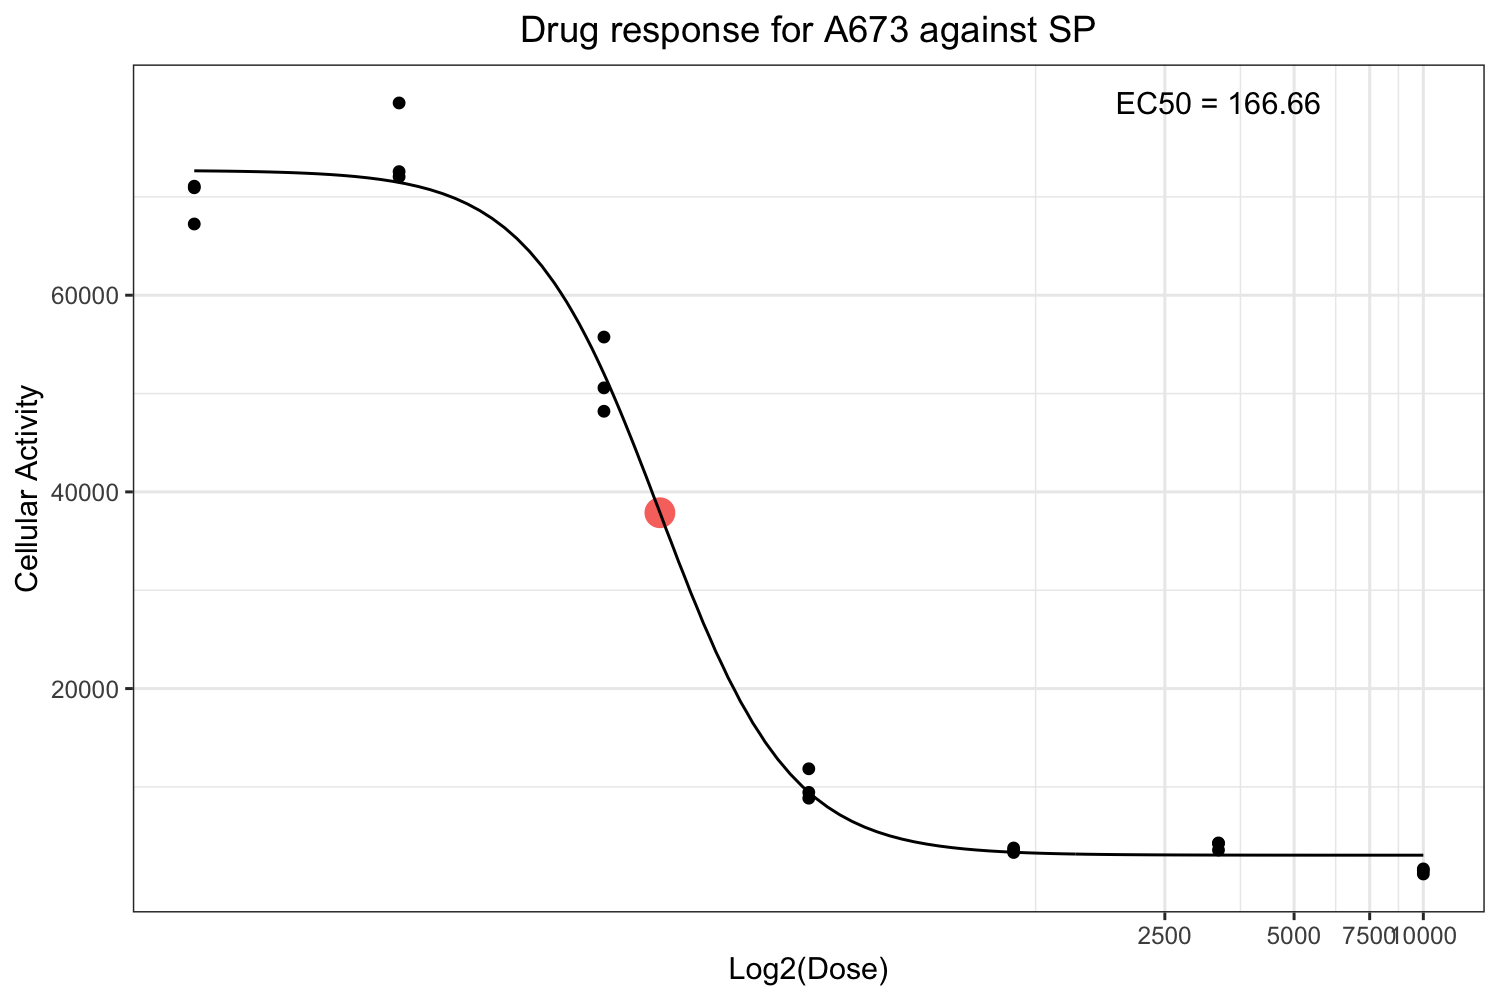 Drug response for A673 against SP
EC50 = 166.66
60000
40000
20000
Cellular Activity
2500 5000 7500 10000
Log2(Dose)